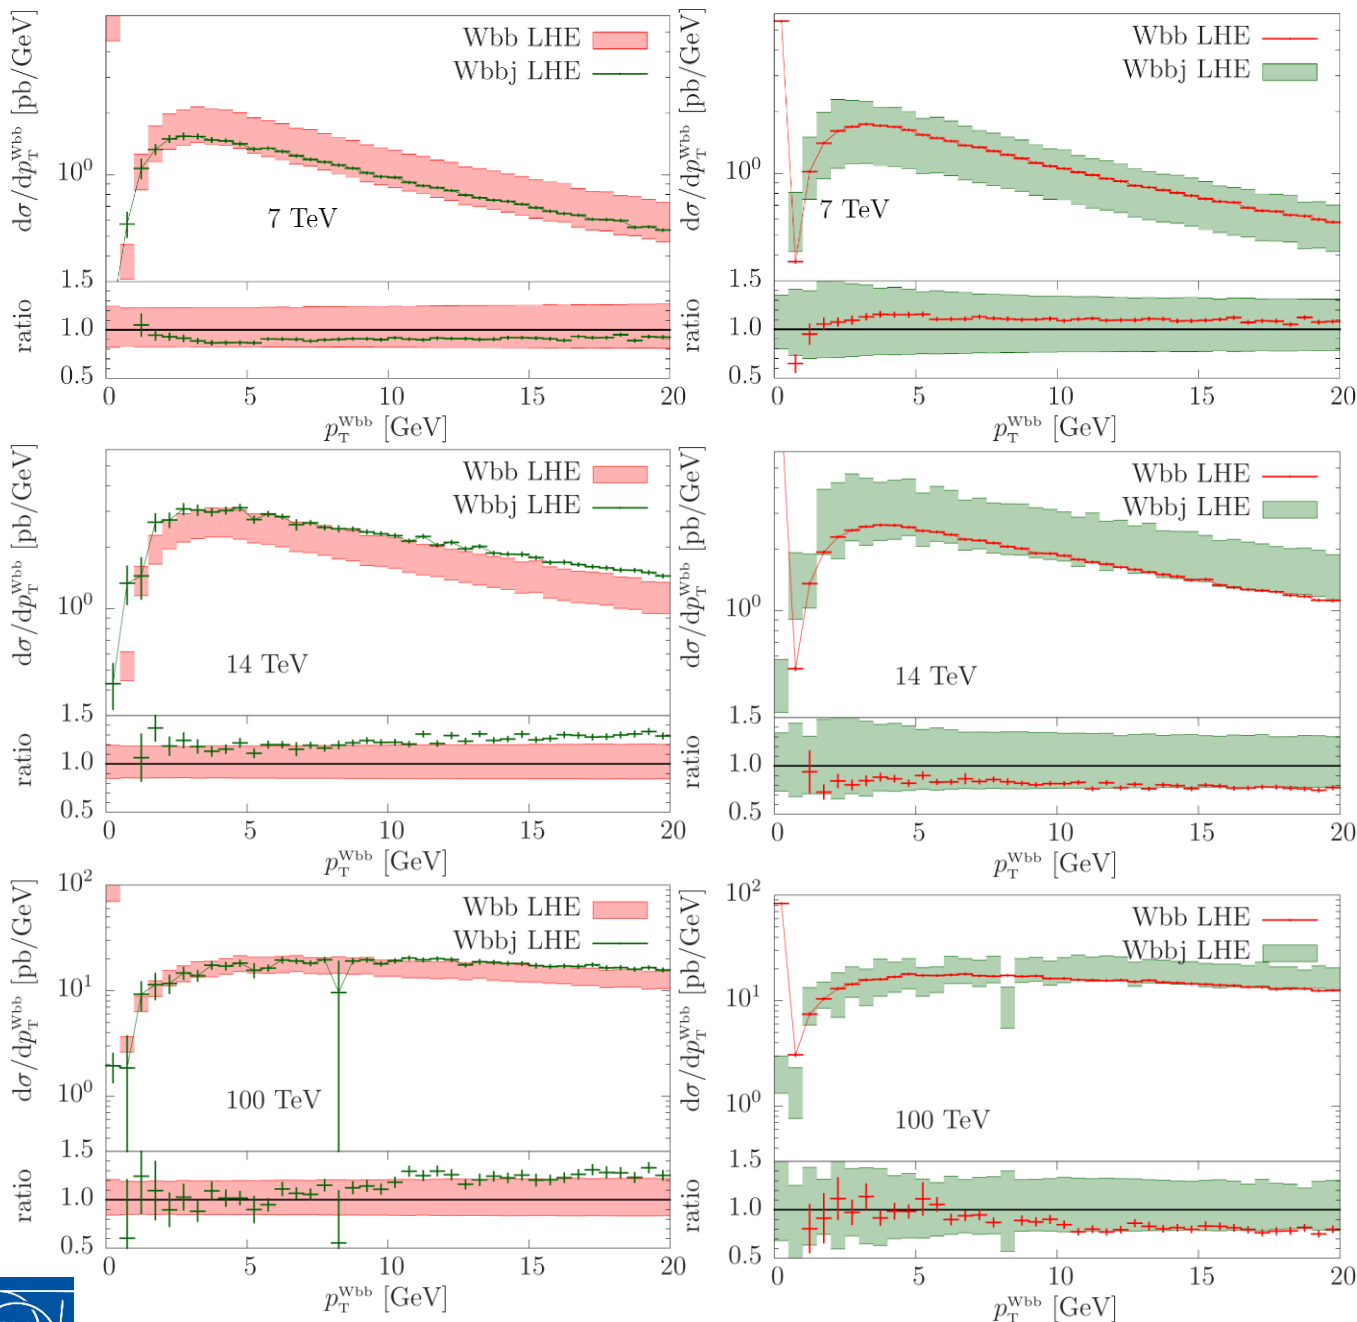 dσ/dp_T^Wbb [pb/GeV]
Wbb LHE
Wbbj LHE
10^0
7 TeV
1.5
ratio
1.0
0.5
0 5 10 15 20
p_T^Wbb [GeV]
dσ/dp_T^Wbb [pb/GeV]
Wbb LHE
Wbbj LHE
10^0
7 TeV
1.5
ratio
1.0
0.5
0 5 10 15 20
p_T^Wbb [GeV]
dσ/dp_T^Wbb [pb/GeV]
Wbb LHE
Wbbj LHE
10^0
14 TeV
1.5
ratio
1.0
0.5
0 5 10 15 20
p_T^Wbb [GeV]
dσ/dp_T^Wbb [pb/GeV]
Wbb LHE
Wbbj LHE
10^0
14 TeV
1.5
ratio
1.0
0.5
0 5 10 15 20
p_T^Wbb [GeV]
dσ/dp_T^Wbb [pb/GeV]
10^2
Wbb LHE
Wbbj LHE
10^1
10^0
100 TeV
1.5
ratio
1.0
0.5
0 5 10 15 20
p_T^Wbb [GeV]
dσ/dp_T^Wbb [pb/GeV]
10^2
Wbb LHE
Wbbj LHE
10^1
10^0
100 TeV
1.5
ratio
1.0
0.5
0 5 10 15 20
p_T^Wbb [GeV]